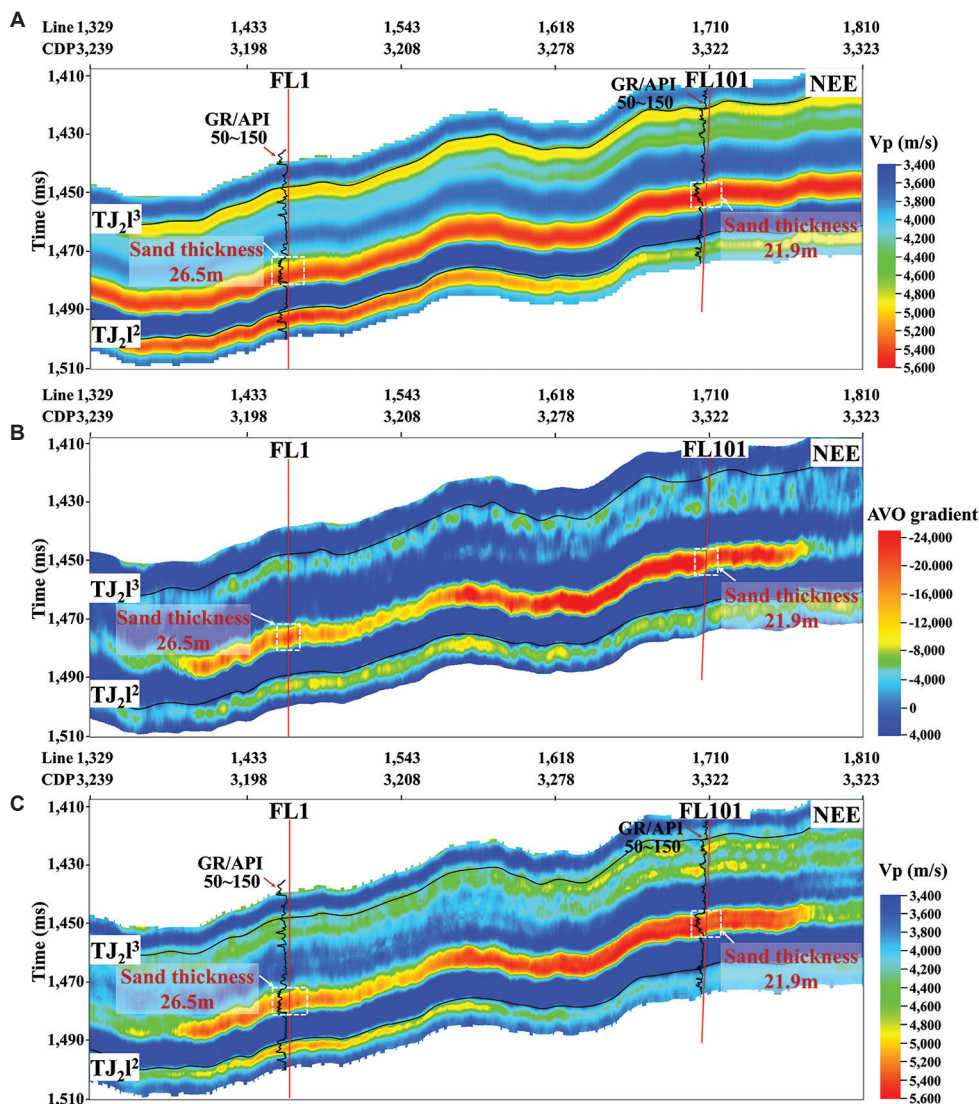 A
Line 1,329 1,433 1,543 1,618 1,710 1,810
CDP 3,239 3,198 3,208 3,278 3,322 3,323
FL1
FL101
NEE
GR/API
50~150
GR/API
50~150
Time (ms)
1,410
1,430
1,450
1,470
1,490
1,510
TJ₂l³
TJ₂l²
Sand thickness
26.5m
Sand thickness
21.9m
Vp (m/s)
3,400
3,600
3,800
4,000
4,200
4,400
4,600
4,800
5,000
5,200
5,400
5,600
B
Line 1,329 1,433 1,543 1,618 1,710 1,810
CDP 3,239 3,198 3,208 3,278 3,322 3,323
FL1
FL101
NEE
Time (ms)
1,410
1,430
1,450
1,470
1,490
1,510
TJ₂l³
TJ₂l²
Sand thickness
26.5m
Sand thickness
21.9m
AVO gradient
-24,000
-20,000
-16,000
-12,000
-8,000
-4,000
0
4,000
C
Line 1,329 1,433 1,543 1,618 1,710 1,810
CDP 3,239 3,198 3,208 3,278 3,322 3,323
FL1
FL101
NEE
GR/API
50~150
GR/API
50~150
Time (ms)
1,410
1,430
1,450
1,470
1,490
1,510
TJ₂l³
TJ₂l²
Sand thickness
26.5m
Sand thickness
21.9m
Vp (m/s)
3,400
3,600
3,800
4,000
4,200
4,400
4,600
4,800
5,000
5,200
5,400
5,600